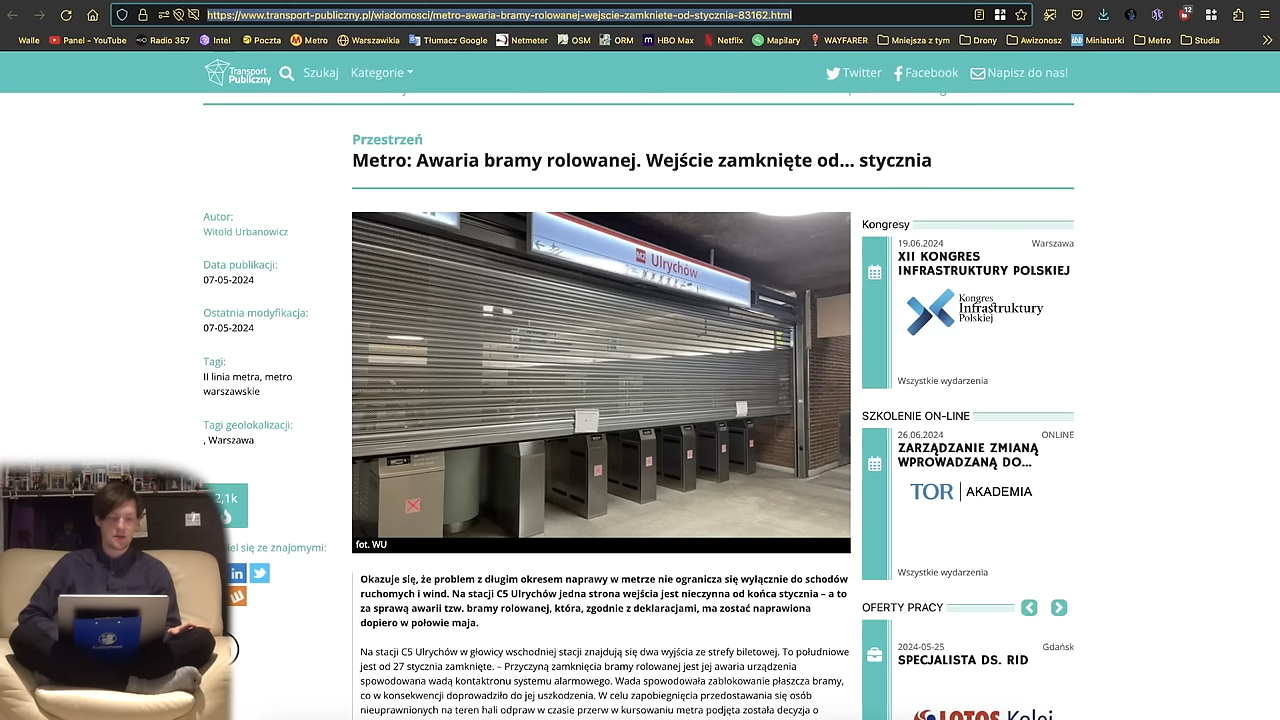 https://www.transport-publiczny.pl/wiadomosci/metro-awaria-bramy-rolowanej-wejscie-zamkniete-od-stycznia-83162.html
12
Walle Panel - YouTube Radio 357 Intel Poczta Metro Warszawikia Tłumacz Google Netmeter OSM ORM HBO Max Netflix Mapilary WAYFARER Mniejsza z tym Drony Awizonosz Miniaturki Metro Studia
Transport Publiczny Szukaj Kategorie Twitter Facebook Napisz do nas!
Przestrzeń
Metro: Awaria bramy rolowanej. Wejście zamknięte od... stycznia
Autor:
Witold Urbanowicz
Data publikacji:
07-05-2024
Ostatnia modyfikacja:
07-05-2024
Tagi:
II linia metra, metro
warszawskie
Tagi geolokalizacji:
, Warszawa
2,1k
el się ze znajomymi:
M2 Ulrychów
fot. WU
Okazuje się, że problem z długim okresem naprawy w metrze nie ogranicza się wyłącznie do schodów
ruchomych i wind. Na stacji C5 Ulrychów jedna strona wejścia jest nieczynna od końca stycznia – a to
za sprawą awarii tzw. bramy rolowanej, która, zgodnie z deklaracjami, ma zostać naprawiona
dopiero w połowie maja.
Na stacji C5 Ulrychów w głowicy wschodniej stacji znajdują się dwa wyjścia ze strefy biletowej. To południowe
jest od 27 stycznia zamknięte. – Przyczyną zamknięcia bramy rolowanej jest jej awaria urządzenia
spowodowana wadą kontaktronu systemu alarmowego. Wada spowodowała zablokowanie płaszcza bramy,
co w konsekwencji doprowadziło do jej uszkodzenia. W celu zapobiegnięcia przedostawania się osób
nieuprawnionych na teren hali odpraw w czasie przerw w kursowaniu metra podjęta została decyzja o
Kongresy
19.06.2024 Warszawa
XII KONGRES
INFRASTRUKTURY POLSKIEJ
Kongres
Infrastruktury
Polskiej
Wszystkie wydarzenia
SZKOLENIE ON-LINE
26.06.2024 ONLINE
ZARZĄDZANIE ZMIANĄ
WPROWADZANĄ DO...
TOR AKADEMIA
Wszystkie wydarzenia
OFERTY PRACY
2024-05-25 Gdańsk
SPECJALISTA DS. RID
LOTOS Kolej